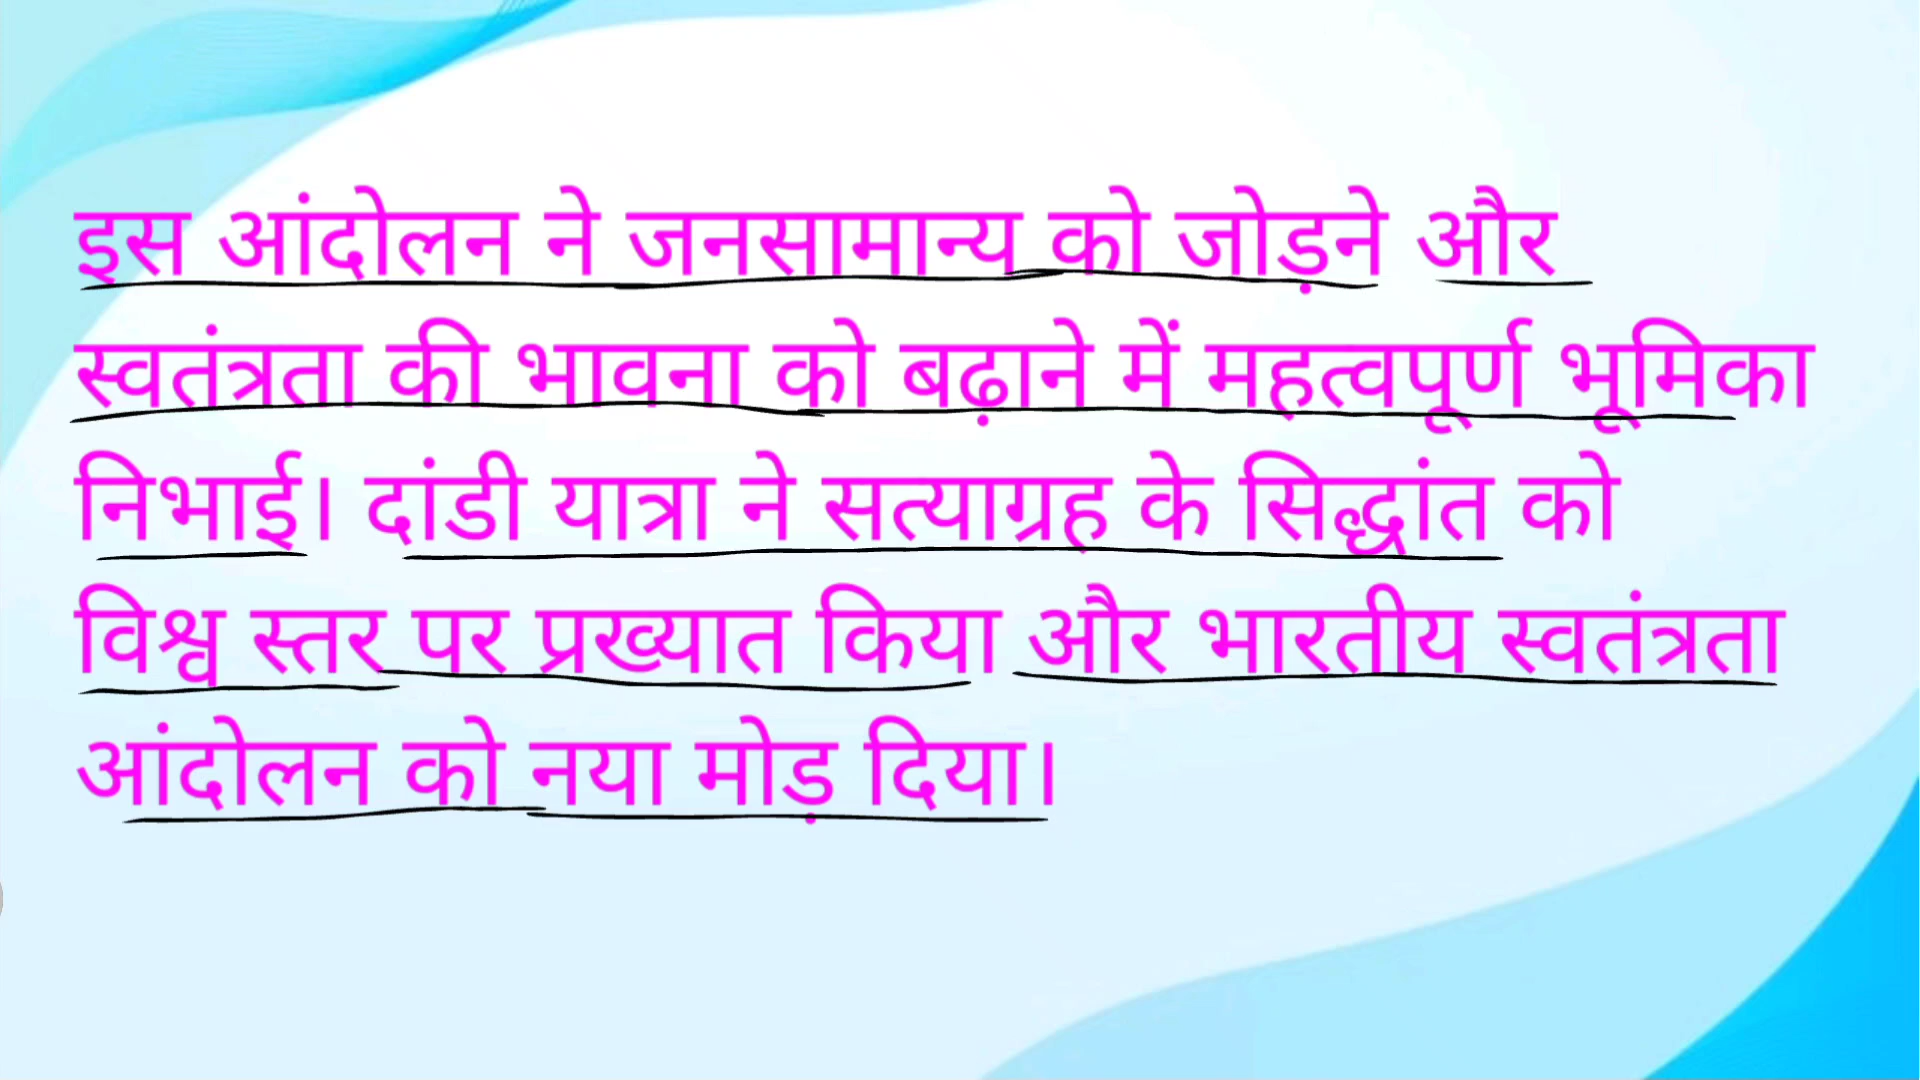 इस आंदोलन ने जनसामान्य को जोड़ने और
स्वतंत्रता की भावना को बढ़ाने में महत्वपूर्ण भूमिका
निभाई। दांडी यात्रा ने सत्याग्रह के सिद्धांत को
विश्व स्तर पर प्रख्यात किया और भारतीय स्वतंत्रता
आंदोलन को नया मोड़ दिया।